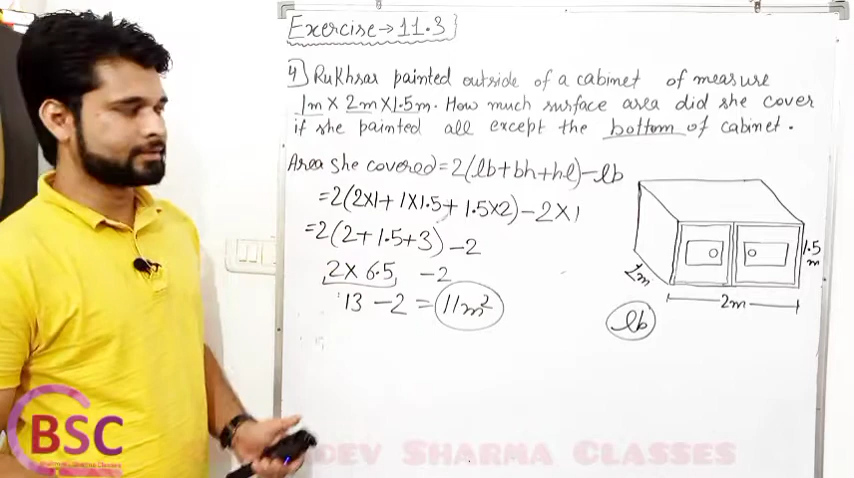 Exercise→11.3}
4) Rukhsar painted outside of a cabinet of measure
1m × 2m×1.5m. How much surface area did she cover
if she painted all except the bottom of cabinet.
Area she covered=2(lb+bh+hl)-lb
=2(2×1+1×1.5+1.5×2)-2×1
=2(2+1.5+3)-2
2×6.5 -2
13 -2 = 11m²
1.5
m
1m
2m
lb
BSC
DEV SHARMA CLASSES